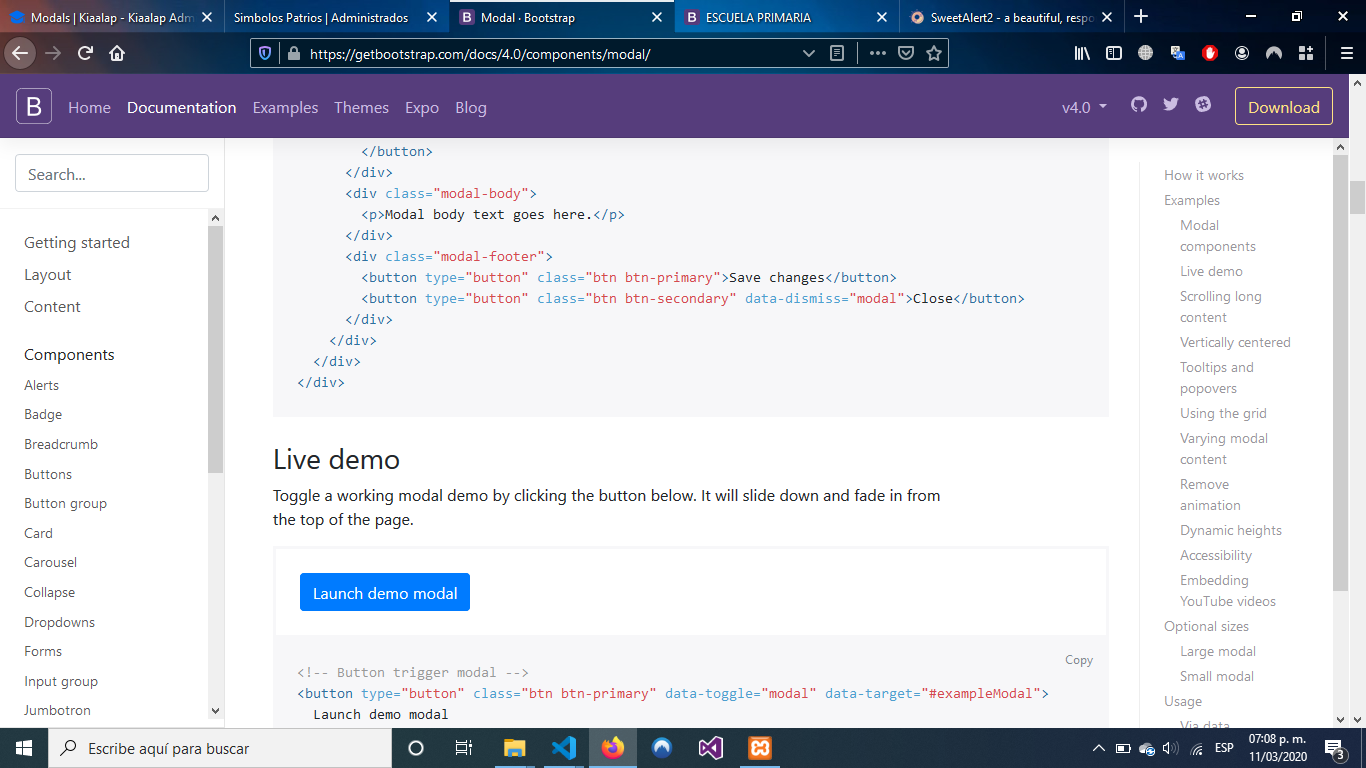 Modals | Kiaalap - Kiaalap Adm
Simbolos Patrios | Administrados
Modal · Bootstrap
ESCUELA PRIMARIA
SweetAlert2 - a beautiful, respo
https://getbootstrap.com/docs/4.0/components/modal/
B Home Documentation Examples Themes Expo Blog v4.0 Download
Search...
Getting started
Layout
Content
Components
Alerts
Badge
Breadcrumb
Buttons
Button group
Card
Carousel
Collapse
Dropdowns
Forms
Input group
Jumbotron
</button>
</div>
<div class="modal-body">
<p>Modal body text goes here.</p>
</div>
<div class="modal-footer">
<button type="button" class="btn btn-primary">Save changes</button>
<button type="button" class="btn btn-secondary" data-dismiss="modal">Close</button>
</div>
</div>
</div>
</div>
Live demo
Toggle a working modal demo by clicking the button below. It will slide down and fade in from
the top of the page.
Launch demo modal
Copy
<!-- Button trigger modal -->
<button type="button" class="btn btn-primary" data-toggle="modal" data-target="#exampleModal">
Launch demo modal
How it works
Examples
Modal
components
Live demo
Scrolling long
content
Vertically centered
Tooltips and
popovers
Using the grid
Varying modal
content
Remove
animation
Dynamic heights
Accessibility
Embedding
YouTube videos
Optional sizes
Large modal
Small modal
Usage
Via data
Escribe aquí para buscar
ESP
07:08 p. m.
11/03/2020
3